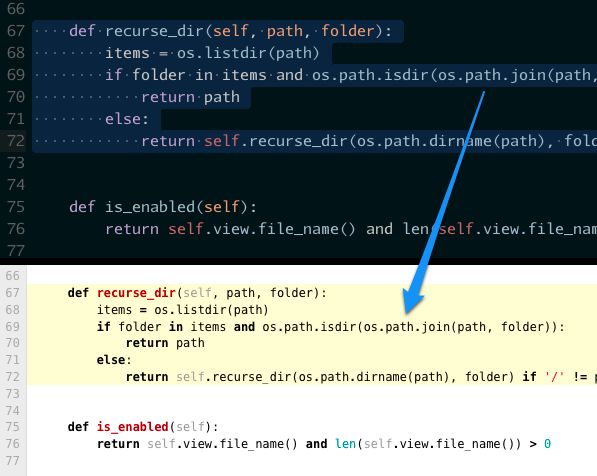 66
67 def recurse_dir(self, path, folder):
68 items = os.listdir(path)
69 if folder in items and os.path.isdir(os.path.join(path,
70 return path
71 else:
72 return self.recurse_dir(os.path.dirname(path), fold
73
74
75 def is_enabled(self):
76 return self.view.file_name() and len(self.view.file_nam
77
66
67 def recurse_dir(self, path, folder):
68 items = os.listdir(path)
69 if folder in items and os.path.isdir(os.path.join(path, folder)):
70 return path
71 else:
72 return self.recurse_dir(os.path.dirname(path), folder) if '/' != p
73
74
75 def is_enabled(self):
76 return self.view.file_name() and len(self.view.file_name()) > 0
77